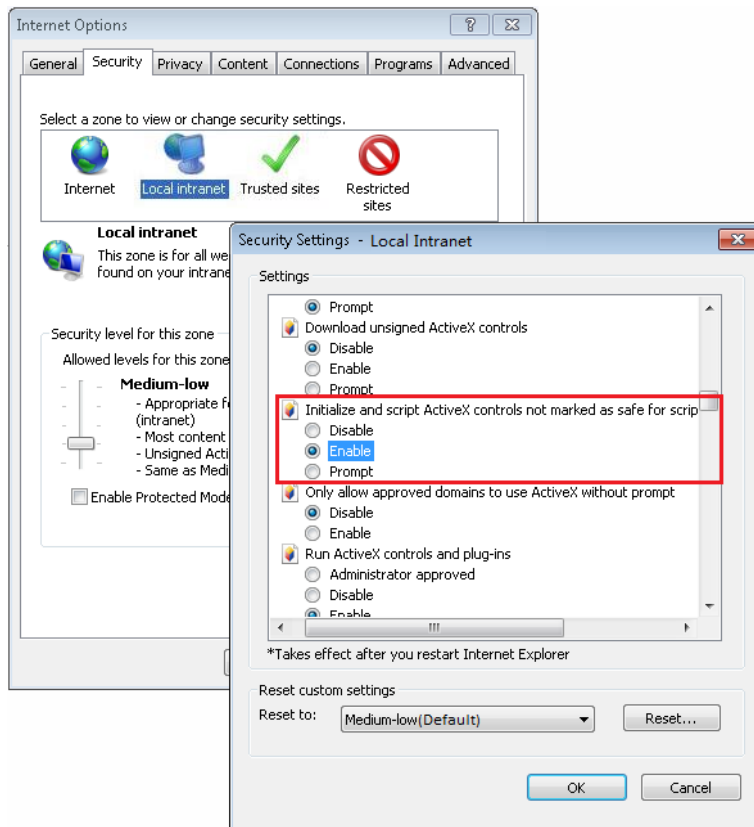 Internet Options
General Security Privacy Content Connections Programs Advanced
Select a zone to view or change security settings.
Internet Local intranet Trusted sites Restricted
sites
Local intranet
This zone is for all we
found on your intrane
Security level for this zone
Allowed levels for this zone
Medium-low
- Appropriate f
(intranet)
- Most content
- Unsigned Acti
- Same as Medi
Enable Protected Mode
Security Settings - Local Intranet
Settings
Prompt
Download unsigned ActiveX controls
Disable
Enable
Prompt
Initialize and script ActiveX controls not marked as safe for scrip
Disable
Enable
Prompt
Only allow approved domains to use ActiveX without prompt
Disable
Enable
Run ActiveX controls and plug-ins
Administrator approved
Disable
Enable
*Takes effect after you restart Internet Explorer
Reset custom settings
Reset to: Medium-low(Default) Reset...
OK Cancel